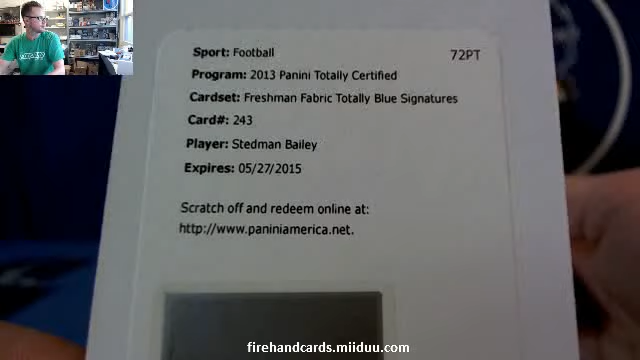 Sport: Football
72PT
Program: 2013 Panini Totally Certified
Cardset: Freshman Fabric Totally Blue Signatures
Card#: 243
Player: Stedman Bailey
Expires: 05/27/2015
Scratch off and redeem online at:
http://www.paniniamerica.net.
firehandcards.miiduu.com